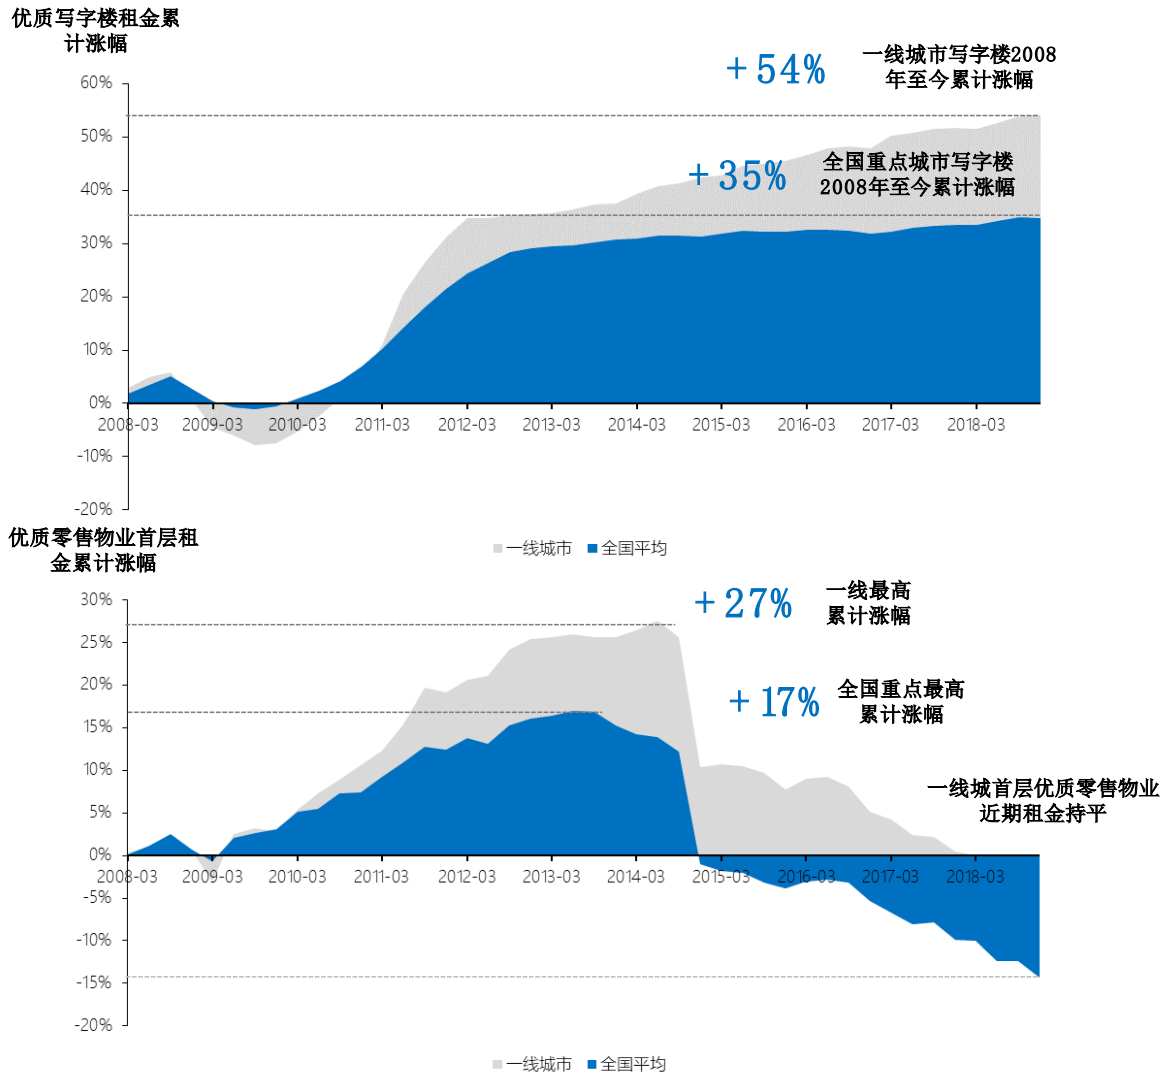 优质写字楼租金累
计涨幅
+54%
一线城市写字楼2008
年至今累计涨幅
+35%
全国重点城市写字楼
2008年至今累计涨幅
60%
50%
40%
30%
20%
10%
0%
-10%
-20%
2008-03 2009-03 2010-03 2011-03 2012-03 2013-03 2014-03 2015-03 2016-03 2017-03 2018-03
一线城市 全国平均
优质零售物业首层租
金累计涨幅
+27%
一线最高
累计涨幅
+17%
全国重点最高
累计涨幅
一线城首层优质零售物业
近期租金持平
30%
25%
20%
15%
10%
5%
0%
-5%
-10%
-15%
-20%
2008-03 2009-03 2010-03 2011-03 2012-03 2013-03 2014-03 2015-03 2016-03 2017-03 2018-03
一线城市 全国平均